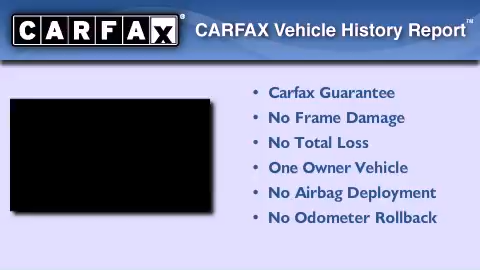 CARFAX® CARFAX Vehicle History Report™
• Carfax Guarantee
• No Frame Damage
• No Total Loss
• One Owner Vehicle
• No Airbag Deployment
• No Odometer Rollback